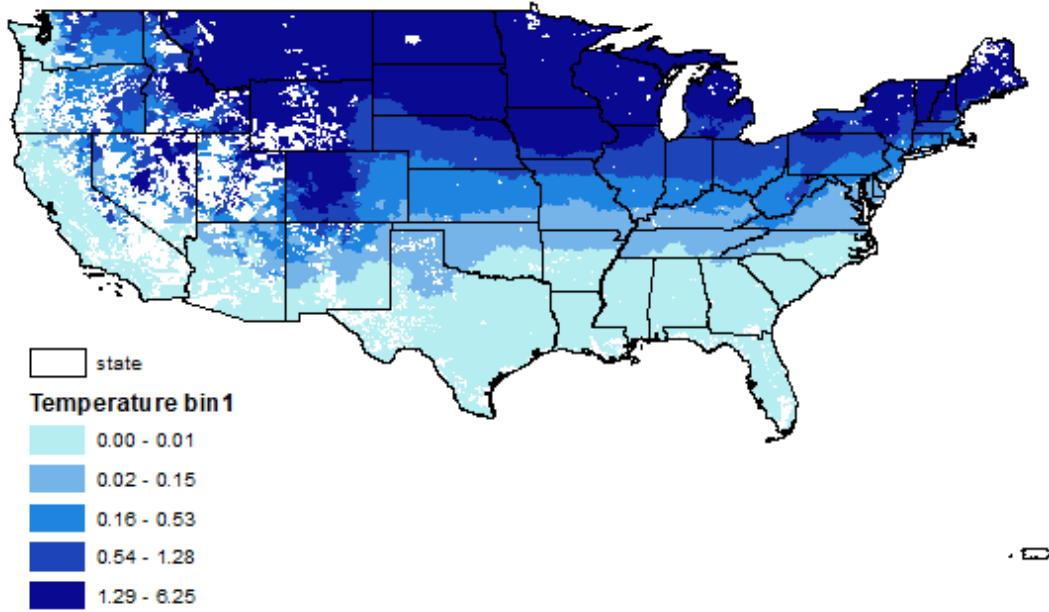 state
Temperature bin1
0.00 - 0.01
0.02 - 0.15
0.16 - 0.53
0.54 - 1.28
1.29 - 6.25